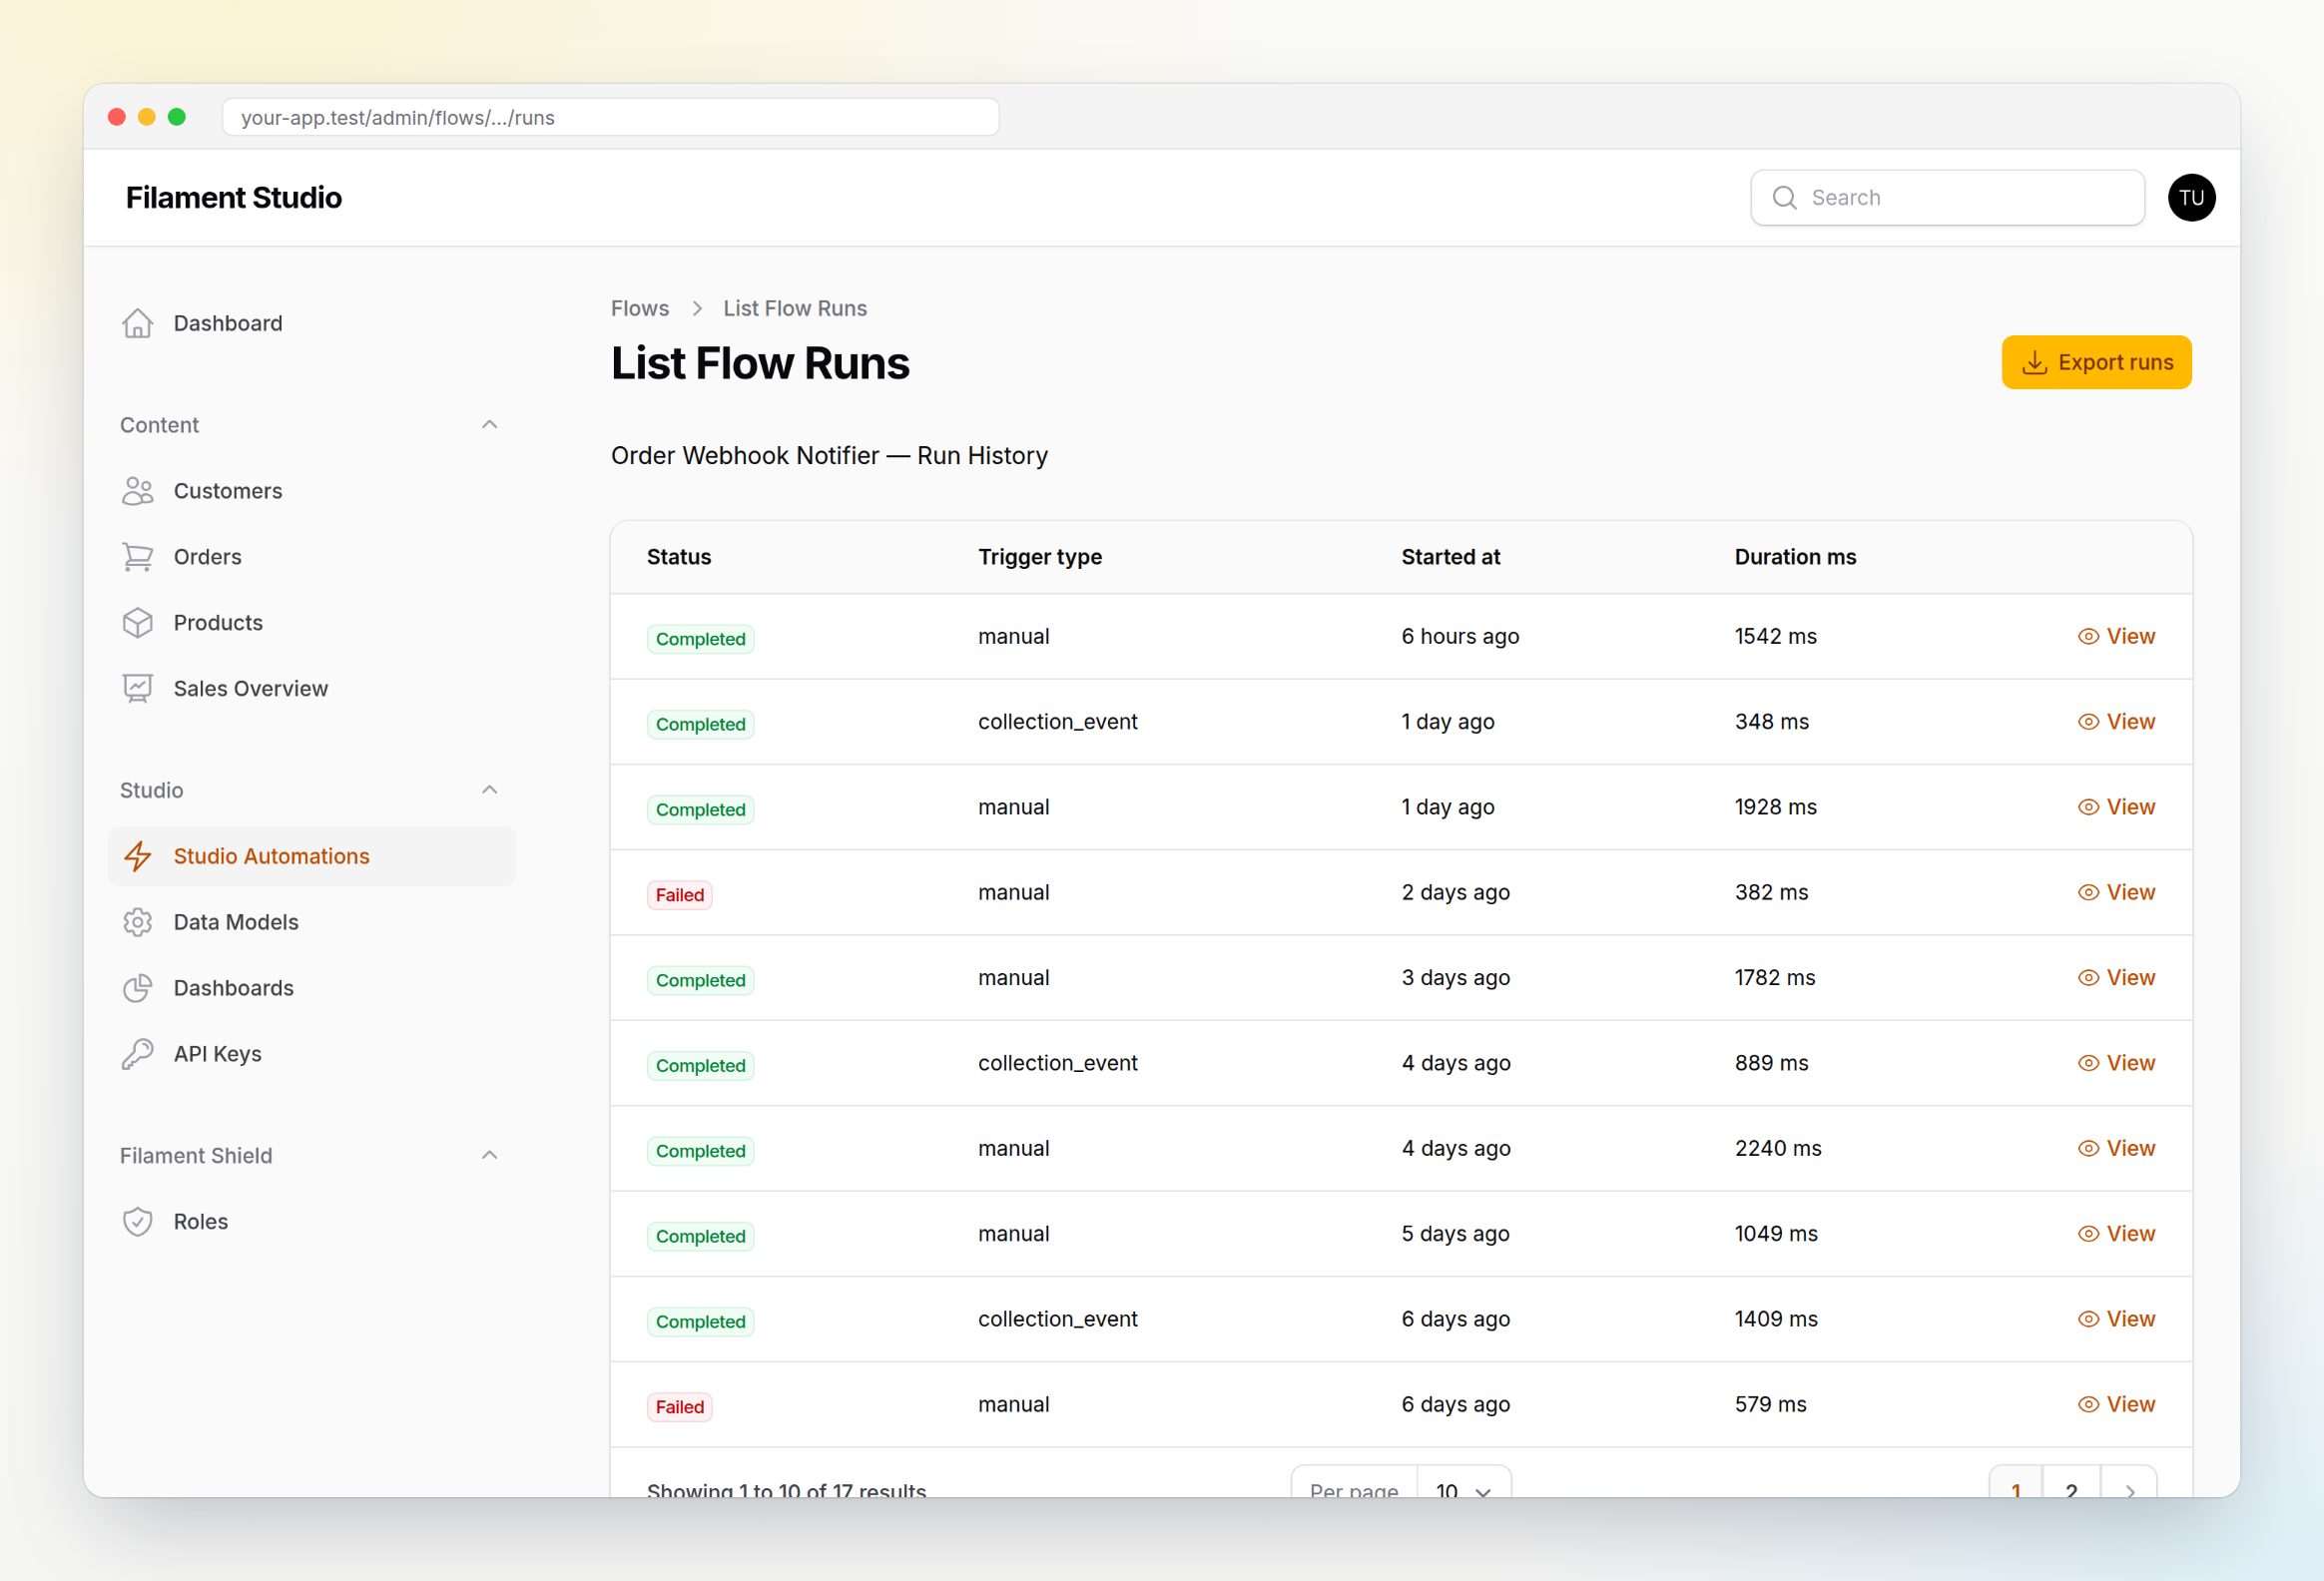 your-app.test/admin/flows/.../runs
Filament Studio
Search
TU
Dashboard
Content
Customers
Orders
Products
Sales Overview
Studio
Studio Automations
Data Models
Dashboards
API Keys
Filament Shield
Roles
Flows > List Flow Runs
List Flow Runs
Export runs
Order Webhook Notifier — Run History
Status Trigger type Started at Duration ms
Completed manual 6 hours ago 1542 ms View
Completed collection_event 1 day ago 348 ms View
Completed manual 1 day ago 1928 ms View
Failed manual 2 days ago 382 ms View
Completed manual 3 days ago 1782 ms View
Completed collection_event 4 days ago 889 ms View
Completed manual 4 days ago 2240 ms View
Completed manual 5 days ago 1049 ms View
Completed collection_event 6 days ago 1409 ms View
Failed manual 6 days ago 579 ms View
Showing 1 to 10 of 17 results Per page 10 1 2